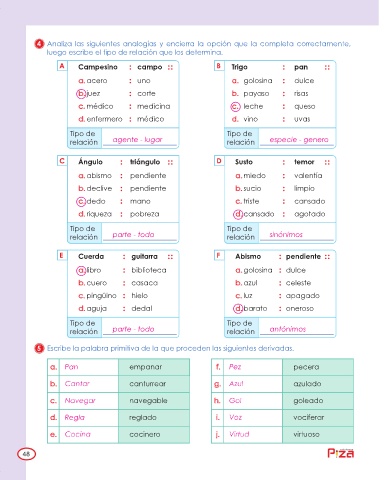 4 Analiza las siguientes analogías y encierra la opción que la completa correctamente,
luego escribe el tipo de relación que las determina.
A Campesino : campo ::
a. acero : uno
b. juez : corte
c. médico : medicina
d. enfermero : médico
Tipo de
relación agente - lugar
B Trigo : pan ::
a. golosina : dulce
b. payaso : risas
c. leche : queso
d. vino : uvas
Tipo de
relación especie - genero
C Ángulo : triángulo ::
a. abismo : pendiente
b. declive : pendiente
c. dedo : mano
d. riqueza : pobreza
Tipo de
relación parte - todo
D Susto : temor ::
a. miedo : valentía
b. sucio : limpio
c. triste : cansado
d. cansado : agotado
Tipo de
relación sinónimos
E Cuerda : guitarra ::
a. libro : biblioteca
b. cuero : casaca
c. pingüino : hielo
d. aguja : dedal
Tipo de
relación parte - todo
F Abismo : pendiente ::
a. golosina : dulce
b. azul : celeste
c. luz : apagado
d. barato : oneroso
Tipo de
relación antónimos
5 Escribe la palabra primitiva de la que proceden las siguientes derivadas.
a. Pan empanar
b. Cantar canturrear
c. Navegar navegable
d. Regla reglado
e. Cocina cocinero
f. Pez pecera
g. Azul azulado
h. Gol goleado
i. Voz vociferar
j. Virtud virtuoso
48